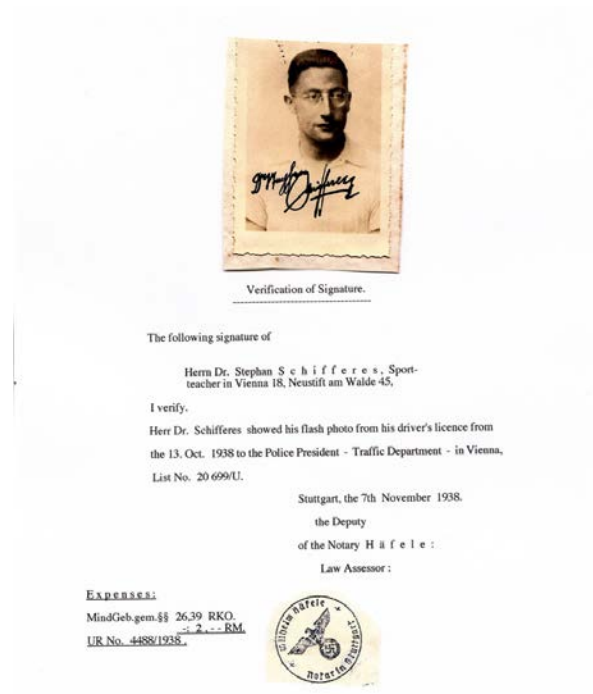 Schifferes
Verification of Signature.
The following signature of
Herrn Dr. Stephan S c h i f f e r e s, Sport-
teacher in Vienna 18, Neustift am Walde 45,
I verify.
Herr Dr. Schifferes showed his flash photo from his driver's licence from
the 13. Oct. 1938 to the Police President - Traffic Department - in Vienna,
List No. 20 699/U.
Stuttgart, the 7th November 1938.
the Deputy
of the Notary H ä f e l e :
Law Assessor :
Expenses:
MindGeb.gem.§§ 26,39 RKO.
-: 2.-- RM.
UR No. 4488/1938.
Wilhelm Häfele
Notar in Stuttgart